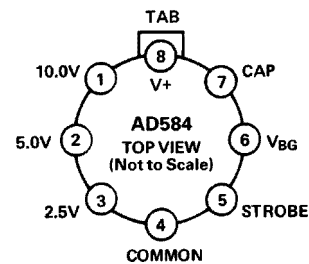 TAB
8
V+
10.0V 1
7 CAP
5.0V 2
AD584
TOP VIEW
(Not to Scale)
6 VBG
2.5V 3
5 STROBE
4
COMMON